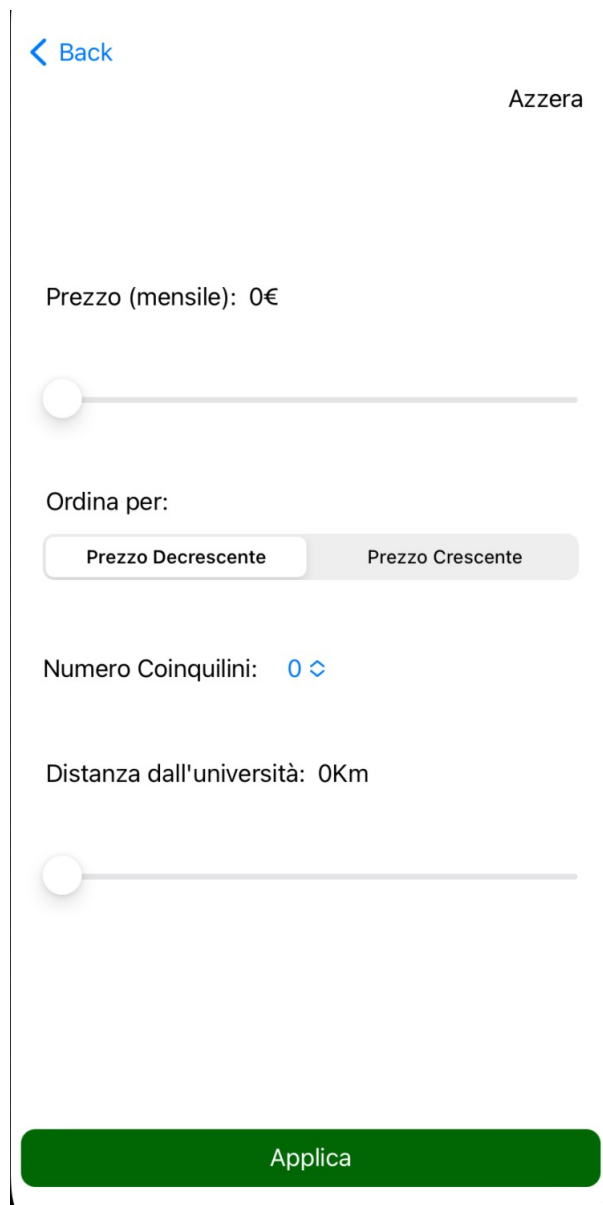 Back
Azzera
Prezzo (mensile): 0€
Ordina per:
Prezzo Decrescente Prezzo Crescente
Numero Coinquilini: 0
Distanza dall'università: 0Km
Applica